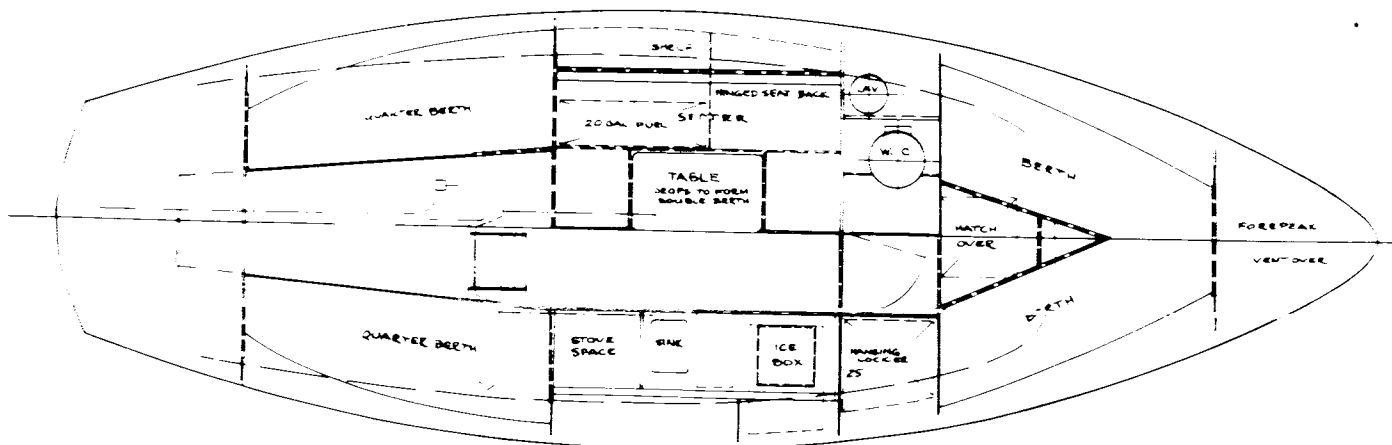 SHELF
HINGED SEAT BACK
LAV
QUARTER BERTH
20 GAL FUEL
SETTEE
W. C
TABLE
DROPS TO FORM
DOUBLE BERTH
BERTH
HATCH
OVER
FOREPEAK
VENT OVER
BERTH
QUARTER BERTH
STOVE
SPACE
SINK
ICE
BOX
HANGING
LOCKER
25